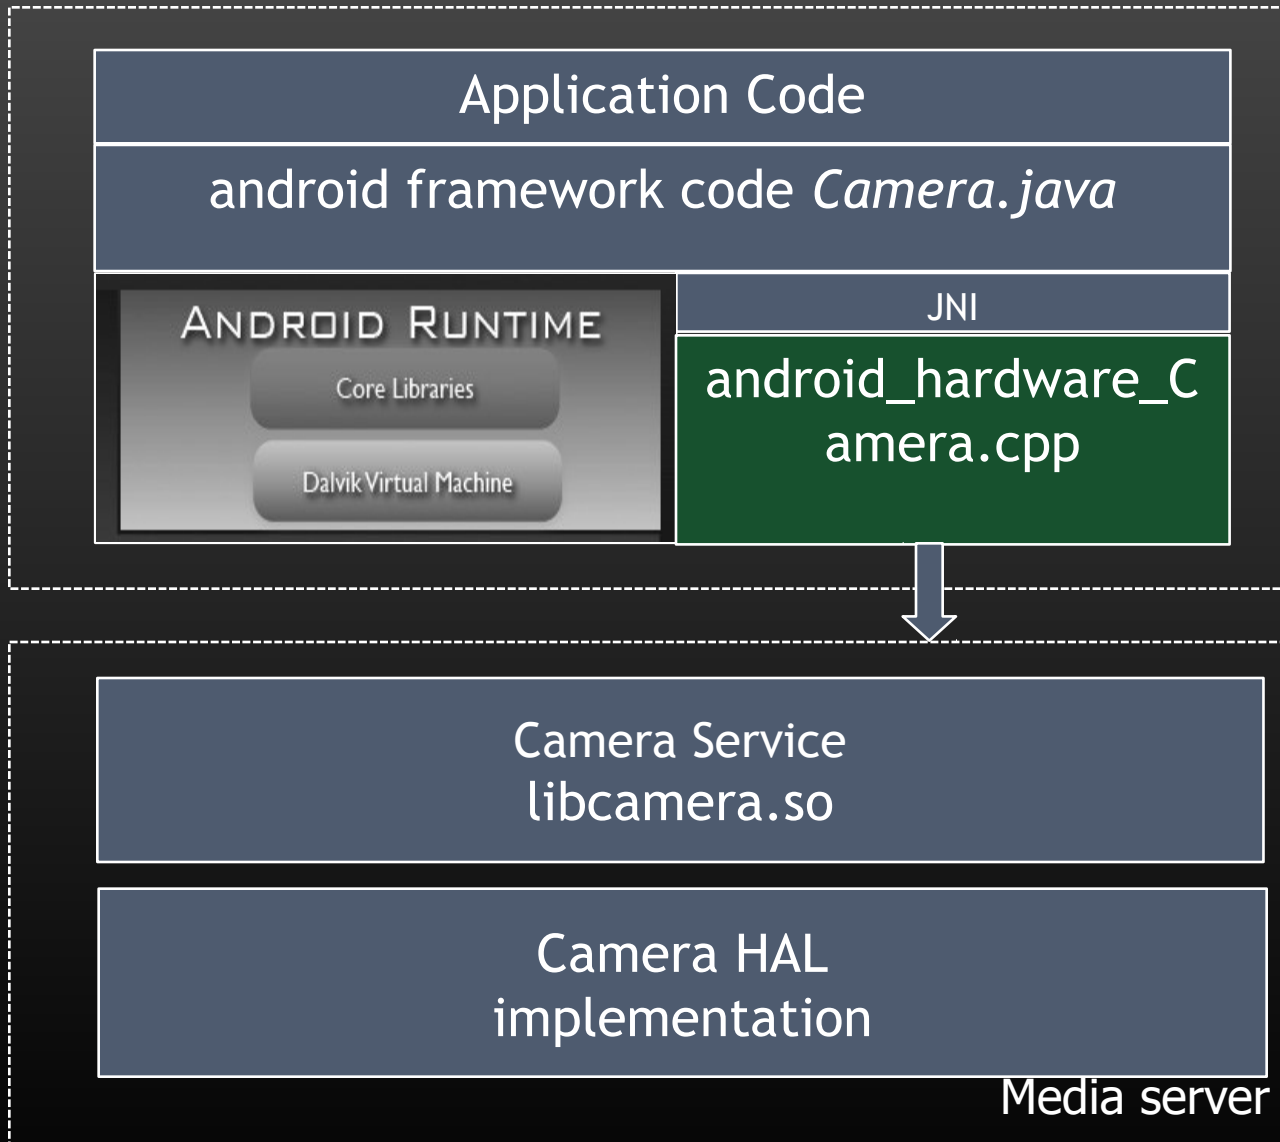 Application Code
android framework code Camera.java
ANDROID RUNTIME
Core Libraries
Dalvik Virtual Machine
JNI
android_hardware_C
amera.cpp
Camera Service
libcamera.so
Camera HAL
implementation
Media server